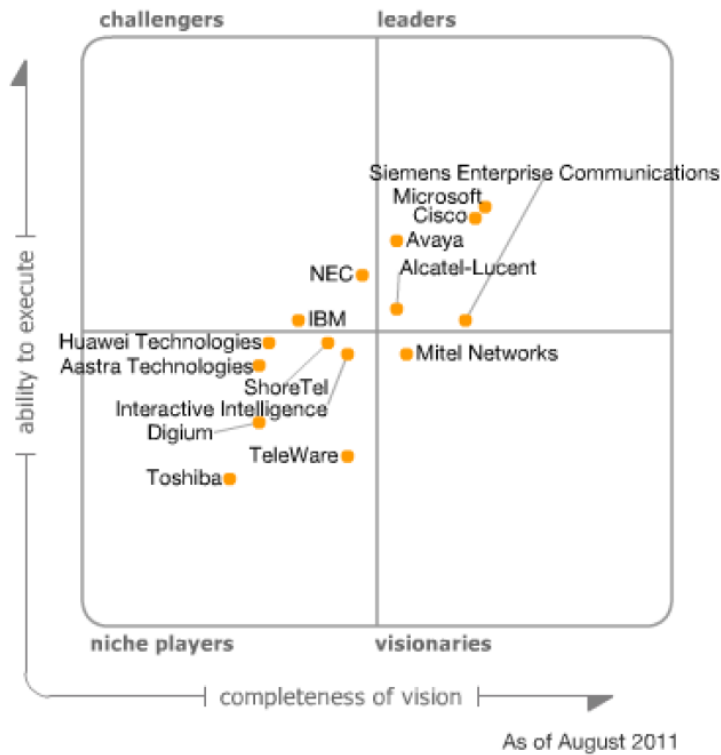 challengers
leaders
Siemens Enterprise Communications
Microsoft
Cisco
Avaya
NEC
Alcatel-Lucent
IBM
Huawei Technologies
Mitel Networks
Aastra Technologies
ShoreTel
Interactive Intelligence
Digium
TeleWare
Toshiba
ability to execute
niche players
visionaries
completeness of vision
As of August 2011